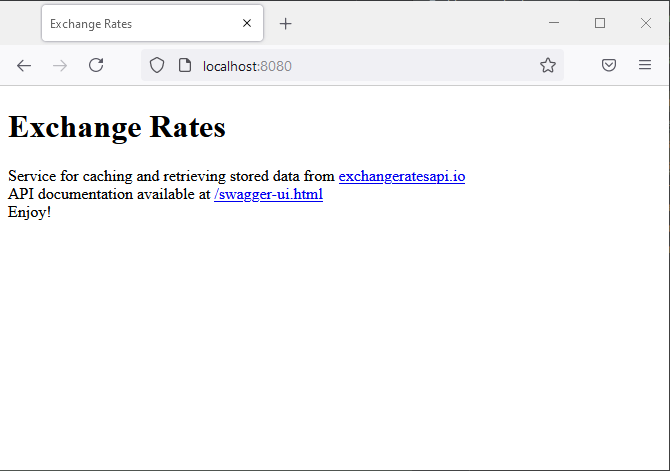 Exchange Rates
localhost:8080
Exchange Rates
Service for caching and retrieving stored data from exchangeratesapi.io
API documentation available at /swagger-ui.html
Enjoy!